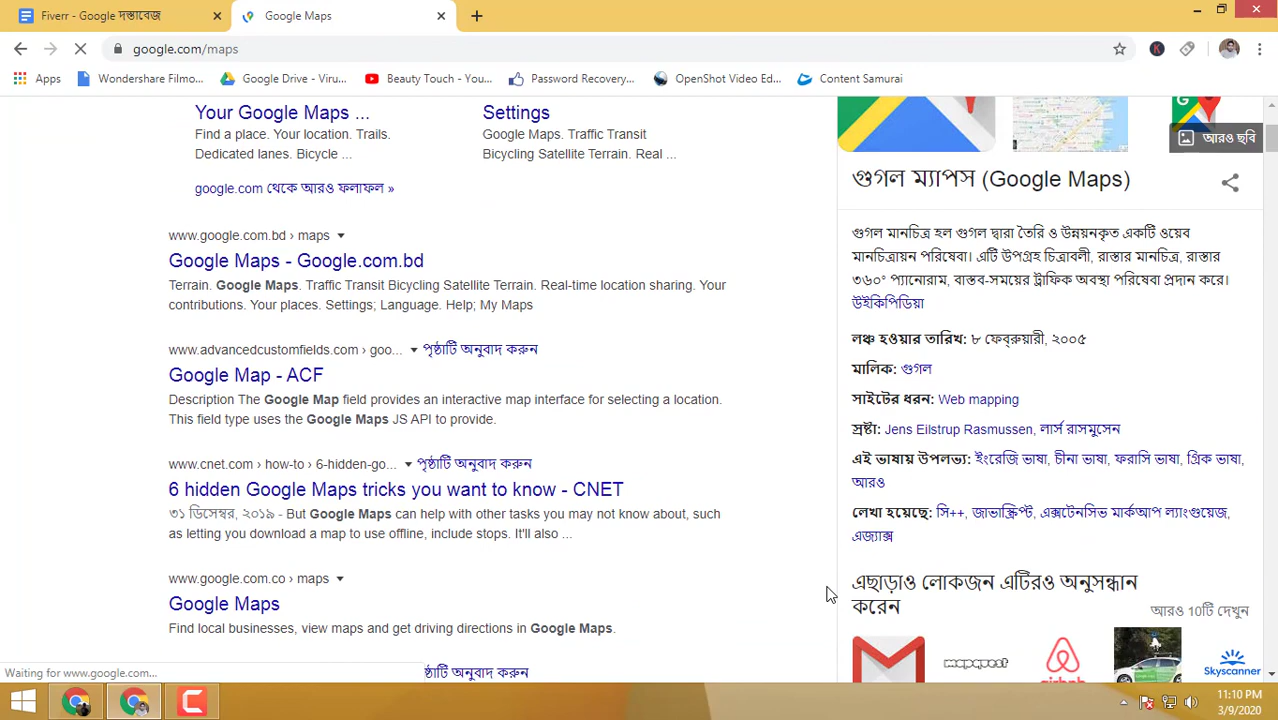 Fiverr - Google দস্তাবেজ
Google Maps
google.com/maps
Apps
Wondershare Filmo...
Google Drive - Viru...
Beauty Touch - You...
Password Recovery...
OpenShot Video Ed...
Content Samurai
Your Google Maps ...
Find a place. Your location. Trails.
Dedicated lanes. Bicycle ...
Settings
Google Maps. Traffic Transit
Bicycling Satellite Terrain. Real ...
google.com থেকে আরও ফলাফল »
www.google.com.bd › maps
Google Maps - Google.com.bd
Terrain. Google Maps. Traffic Transit Bicycling Satellite Terrain. Real-time location sharing. Your
contributions. Your places. Settings; Language. Help; My Maps
www.advancedcustomfields.com › goo... পৃষ্ঠাটি অনুবাদ করুন
Google Map - ACF
Description The Google Map field provides an interactive map interface for selecting a location.
This field type uses the Google Maps JS API to provide.
www.cnet.com › how-to › 6-hidden-go... পৃষ্ঠাটি অনুবাদ করুন
6 hidden Google Maps tricks you want to know - CNET
৩১ ডিসেম্বর, ২০১৯ - But Google Maps can help with other tasks you may not know about, such
as letting you download a map to use offline, include stops. It'll also ...
www.google.com.co › maps
Google Maps
Find local businesses, view maps and get driving directions in Google Maps.
পৃষ্ঠাটি অনুবাদ করুন
Waiting for www.google.com...
আরও ছবি
গুগল ম্যাপস (Google Maps)
গুগল মানচিত্র হল গুগল দ্বারা তৈরি ও উন্নয়নকৃত একটি ওয়েব
মানচিত্রায়ন পরিষেবা। এটি উপগ্রহ চিত্রাবলী, রাস্তার মানচিত্র, রাস্তার
৩৬০° প্যানোরাম, বাস্তব-সময়ের ট্রাফিক অবস্থা পরিষেবা প্রদান করে।
উইকিপিডিয়া
লঞ্চ হওয়ার তারিখ: ৮ ফেব্রুয়ারী, ২০০৫
মালিক: গুগল
সাইটের ধরন: Web mapping
স্রষ্টা: Jens Eilstrup Rasmussen, লার্স রাসমুসেন
এই ভাষায় উপলভ্য: ইংরেজি ভাষা, চীনা ভাষা, ফরাসি ভাষা, গ্রিক ভাষা,
আরও
লেখা হয়েছে: সি++, জাভাস্ক্রিপ্ট, এক্সটেনসিভ মার্কআপ ল্যাংগুয়েজ,
এজ্যাক্স
এছাড়াও লোকজন এটিরও অনুসন্ধান
করেন
আরও 10টি দেখুন
mapquest
airbnb
Skyscanner
11:10 PM
3/9/2020